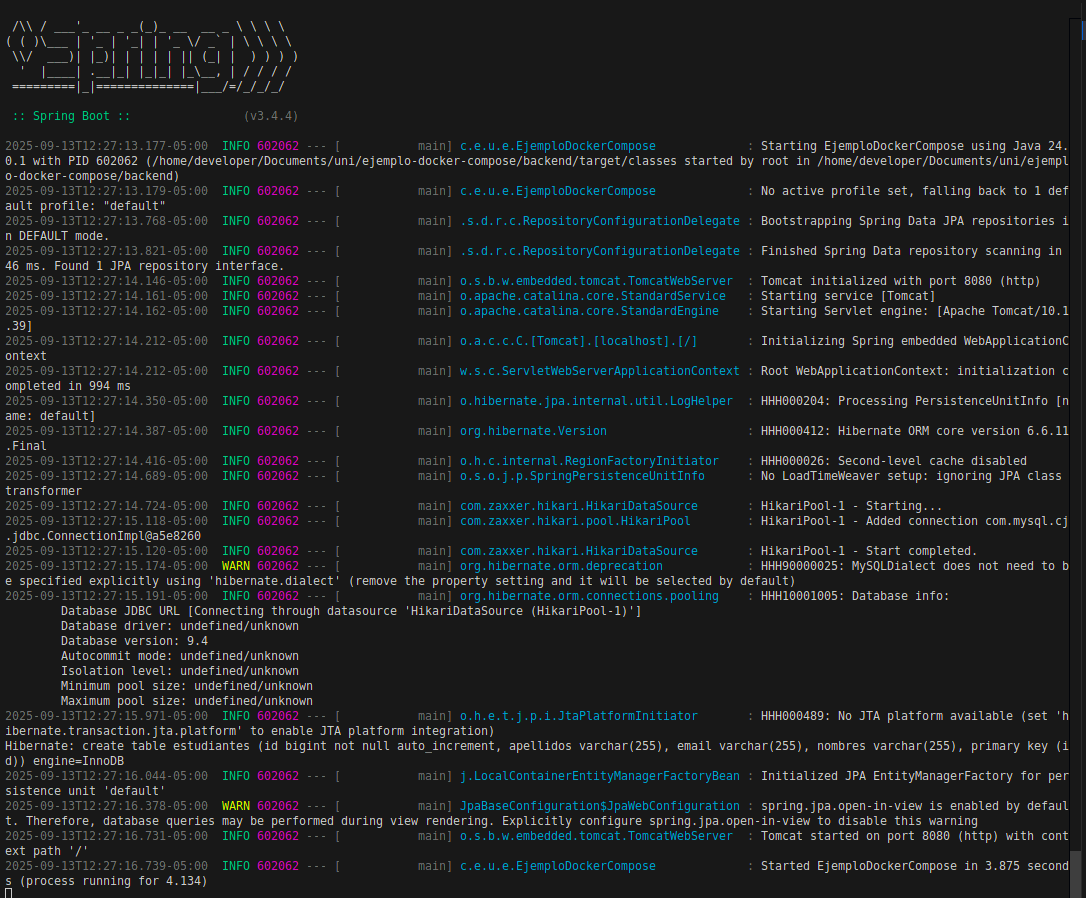 /\\ / ___'_ __ _ _(_)_ __  __ _ \ \ \ \
( ( )\___ | '_ | '_| | '_ \/ _` | \ \ \ \
 \\/  ___)| |_)| | | | | || (_| |  ) ) ) )
  '  |____| .__|_| |_|_| |_\__, | / / / /
 =========|_|==============|___/=/_/_/_/
 :: Spring Boot ::                (v3.4.4)
2025-09-13T12:27:13.177-05:00  INFO 602062 --- [           main] c.e.u.e.EjemploDockerCompose             : Starting EjemploDockerCompose using Java 24.
0.1 with PID 602062 (/home/developer/Documents/uni/ejemplo-docker-compose/backend/target/classes started by root in /home/developer/Documents/uni/ejempl
o-docker-compose/backend)
2025-09-13T12:27:13.179-05:00  INFO 602062 --- [           main] c.e.u.e.EjemploDockerCompose             : No active profile set, falling back to 1 def
ault profile: "default"
2025-09-13T12:27:13.768-05:00  INFO 602062 --- [           main] .s.d.r.c.RepositoryConfigurationDelegate : Bootstrapping Spring Data JPA repositories i
n DEFAULT mode.
2025-09-13T12:27:13.821-05:00  INFO 602062 --- [           main] .s.d.r.c.RepositoryConfigurationDelegate : Finished Spring Data repository scanning in
46 ms. Found 1 JPA repository interface.
2025-09-13T12:27:14.146-05:00  INFO 602062 --- [           main] o.s.b.w.embedded.tomcat.TomcatWebServer  : Tomcat initialized with port 8080 (http)
2025-09-13T12:27:14.161-05:00  INFO 602062 --- [           main] o.apache.catalina.core.StandardService   : Starting service [Tomcat]
2025-09-13T12:27:14.162-05:00  INFO 602062 --- [           main] o.apache.catalina.core.StandardEngine    : Starting Servlet engine: [Apache Tomcat/10.1
.39]
2025-09-13T12:27:14.212-05:00  INFO 602062 --- [           main] o.a.c.c.C.[Tomcat].[localhost].[/]       : Initializing Spring embedded WebApplicationC
ontext
2025-09-13T12:27:14.212-05:00  INFO 602062 --- [           main] w.s.c.ServletWebServerApplicationContext : Root WebApplicationContext: initialization c
ompleted in 994 ms
2025-09-13T12:27:14.350-05:00  INFO 602062 --- [           main] o.hibernate.jpa.internal.util.LogHelper  : HHH000204: Processing PersistenceUnitInfo [n
ame: default]
2025-09-13T12:27:14.387-05:00  INFO 602062 --- [           main] org.hibernate.Version                    : HHH000412: Hibernate ORM core version 6.6.11
.Final
2025-09-13T12:27:14.416-05:00  INFO 602062 --- [           main] o.h.c.internal.RegionFactoryInitiator    : HHH000026: Second-level cache disabled
2025-09-13T12:27:14.689-05:00  INFO 602062 --- [           main] o.s.o.j.p.SpringPersistenceUnitInfo      : No LoadTimeWeaver setup: ignoring JPA class
transformer
2025-09-13T12:27:14.724-05:00  INFO 602062 --- [           main] com.zaxxer.hikari.HikariDataSource       : HikariPool-1 - Starting...
2025-09-13T12:27:15.118-05:00  INFO 602062 --- [           main] com.zaxxer.hikari.pool.HikariPool        : HikariPool-1 - Added connection com.mysql.cj
.jdbc.ConnectionImpl@a5e8260
2025-09-13T12:27:15.120-05:00  INFO 602062 --- [           main] com.zaxxer.hikari.HikariDataSource       : HikariPool-1 - Start completed.
2025-09-13T12:27:15.174-05:00  WARN 602062 --- [           main] org.hibernate.orm.deprecation            : HHH90000025: MySQLDialect does not need to b
e specified explicitly using 'hibernate.dialect' (remove the property setting and it will be selected by default)
2025-09-13T12:27:15.191-05:00  INFO 602062 --- [           main] org.hibernate.orm.connections.pooling    : HHH10001005: Database info:
        Database JDBC URL [Connecting through datasource 'HikariDataSource (HikariPool-1)']
        Database driver: undefined/unknown
        Database version: 9.4
        Autocommit mode: undefined/unknown
        Isolation level: undefined/unknown
        Minimum pool size: undefined/unknown
        Maximum pool size: undefined/unknown
2025-09-13T12:27:15.971-05:00  INFO 602062 --- [           main] o.h.e.t.j.p.i.JtaPlatformInitiator       : HHH000489: No JTA platform available (set 'h
ibernate.transaction.jta.platform' to enable JTA platform integration)
Hibernate: create table estudiantes (id bigint not null auto_increment, apellidos varchar(255), email varchar(255), nombres varchar(255), primary key (i
d)) engine=InnoDB
2025-09-13T12:27:16.044-05:00  INFO 602062 --- [           main] j.LocalContainerEntityManagerFactoryBean : Initialized JPA EntityManagerFactory for per
sistence unit 'default'
2025-09-13T12:27:16.378-05:00  WARN 602062 --- [           main] JpaBaseConfiguration$JpaWebConfiguration : spring.jpa.open-in-view is enabled by defaul
t. Therefore, database queries may be performed during view rendering. Explicitly configure spring.jpa.open-in-view to disable this warning
2025-09-13T12:27:16.731-05:00  INFO 602062 --- [           main] o.s.b.w.embedded.tomcat.TomcatWebServer  : Tomcat started on port 8080 (http) with cont
ext path '/'
2025-09-13T12:27:16.739-05:00  INFO 602062 --- [           main] c.e.u.e.EjemploDockerCompose             : Started EjemploDockerCompose in 3.875 second
s (process running for 4.134)